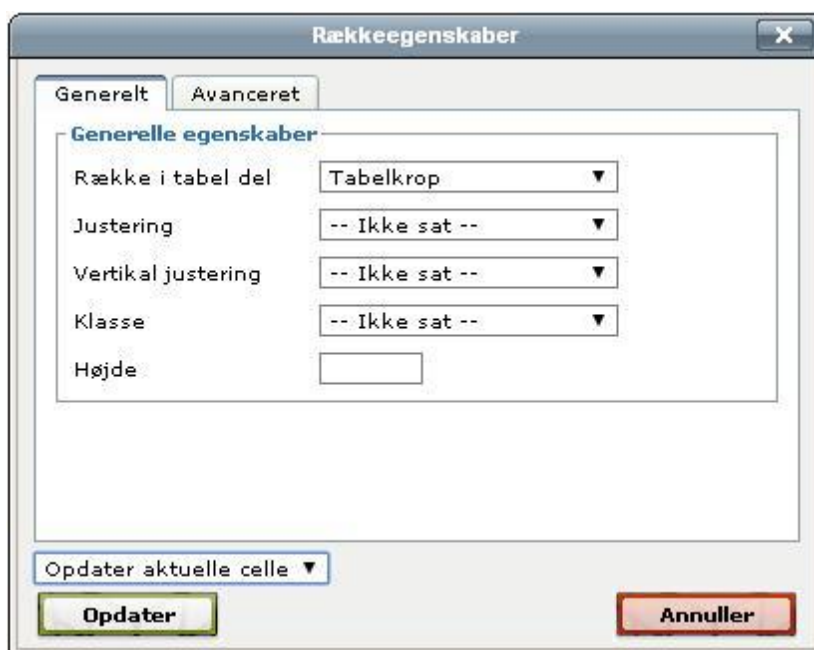 Rækkeegenskaber
Generelt Avanceret
Generelle egenskaber
Række i tabel del Tabelkrop
Justering -- Ikke sat --
Vertikal justering -- Ikke sat --
Klasse -- Ikke sat --
Højde
Opdater aktuelle celle
Opdater Annuller